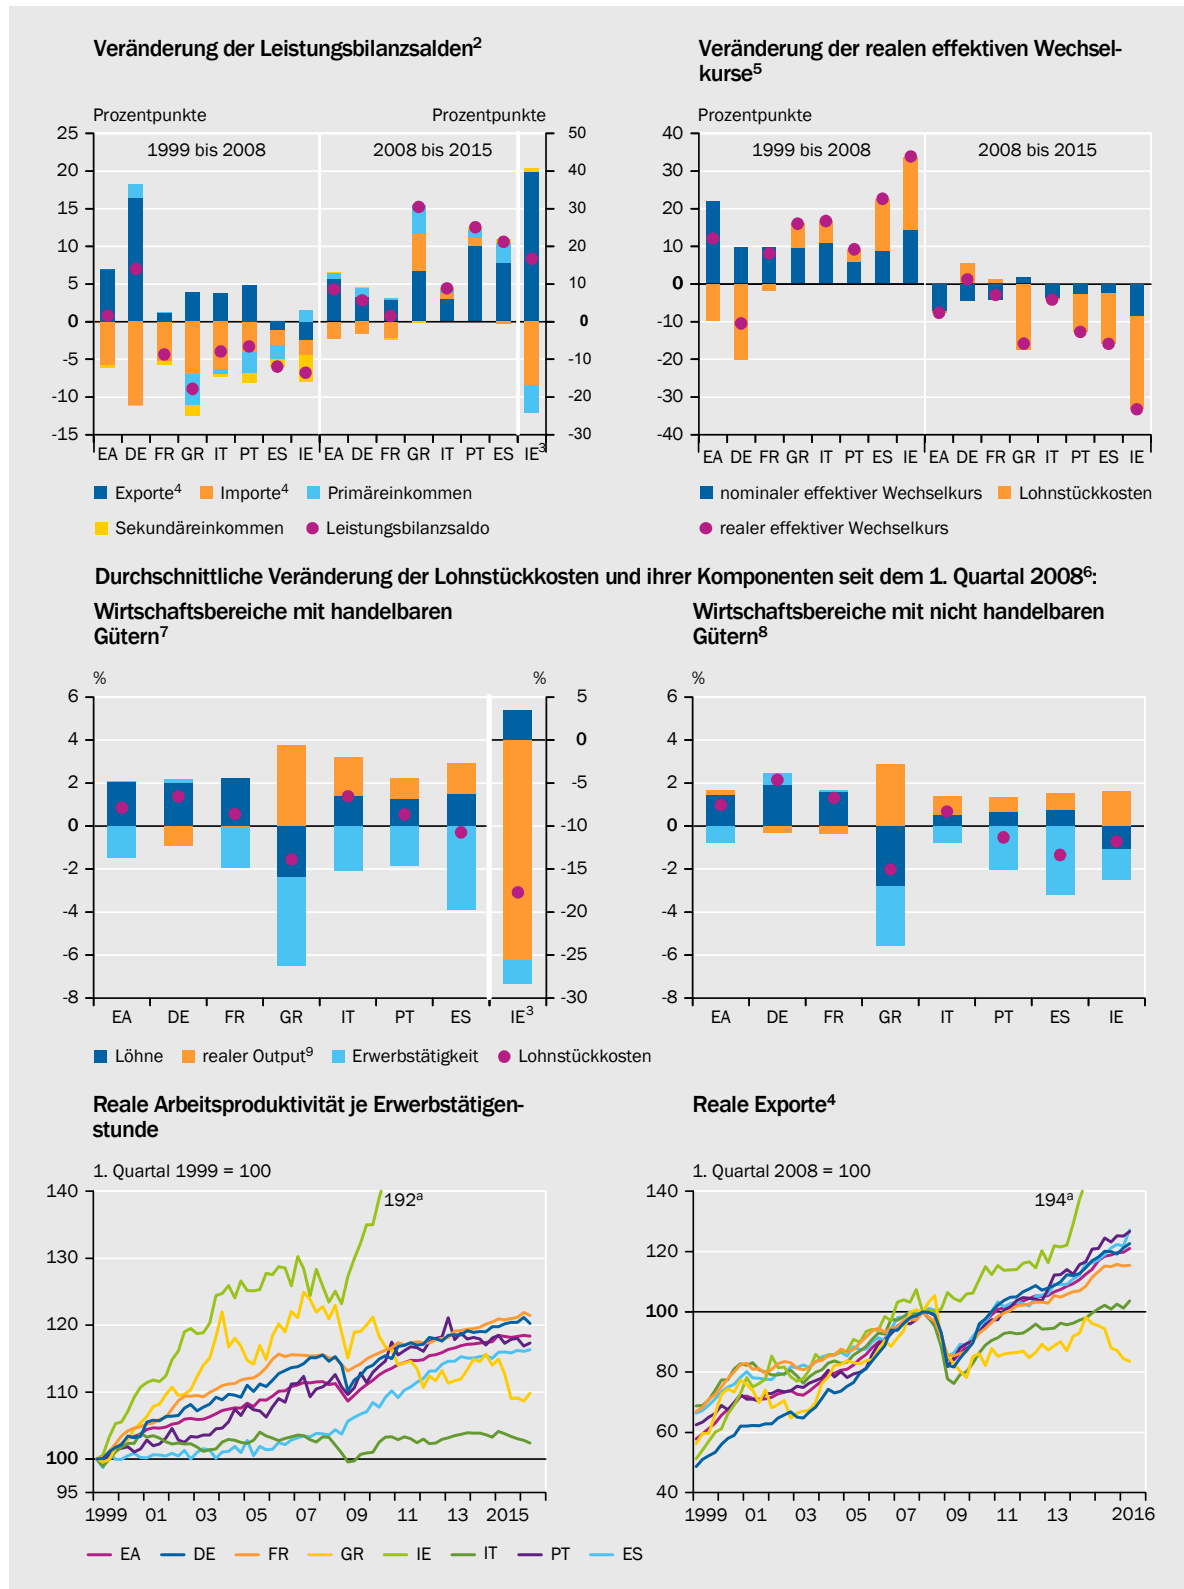 Veränderung der Leistungsbilanzsalden²
Prozentpunkte Prozentpunkte
1999 bis 2008 2008 bis 2015
25 50
20 40
15 30
10 20
5 10
0 0
-5 -10
-10 -20
-15 -30
EA DE FR GR IT PT ES IE EA DE FR GR IT PT ES IE³
Exporte⁴ Importe⁴ Primäreinkommen
Sekundäreinkommen Leistungsbilanzsaldo
Veränderung der realen effektiven Wechsel-
kurse⁵
Prozentpunkte
1999 bis 2008 2008 bis 2015
40
30
20
10
0
-10
-20
-30
-40
EA DE FR GR IT PT ES IE EA DE FR GR IT PT ES IE
nominaler effektiver Wechselkurs Lohnstückkosten
realer effektiver Wechselkurs
Durchschnittliche Veränderung der Lohnstückkosten und ihrer Komponenten seit dem 1. Quartal 2008⁶:
Wirtschaftsbereiche mit handelbaren
Gütern⁷
% %
6 5
4 0
2 -5
0 -10
-2 -15
-4 -20
-6 -25
-8 -30
EA DE FR GR IT PT ES IE³
Wirtschaftsbereiche mit nicht handelbaren
Gütern⁸
%
6
4
2
0
-2
-4
-6
-8
EA DE FR GR IT PT ES IE
Löhne realer Output⁹ Erwerbstätigkeit Lohnstückkosten
Reale Arbeitsproduktivität je Erwerbstätigen-
stunde
1. Quartal 1999 = 100
192ᵃ
140
130
120
110
100
95
1999 01 03 05 07 09 11 13 2015
Reale Exporte⁴
1. Quartal 2008 = 100
194ᵃ
140
120
100
80
60
40
1999 01 03 05 07 09 11 13 2016
EA DE FR GR IE IT PT ES